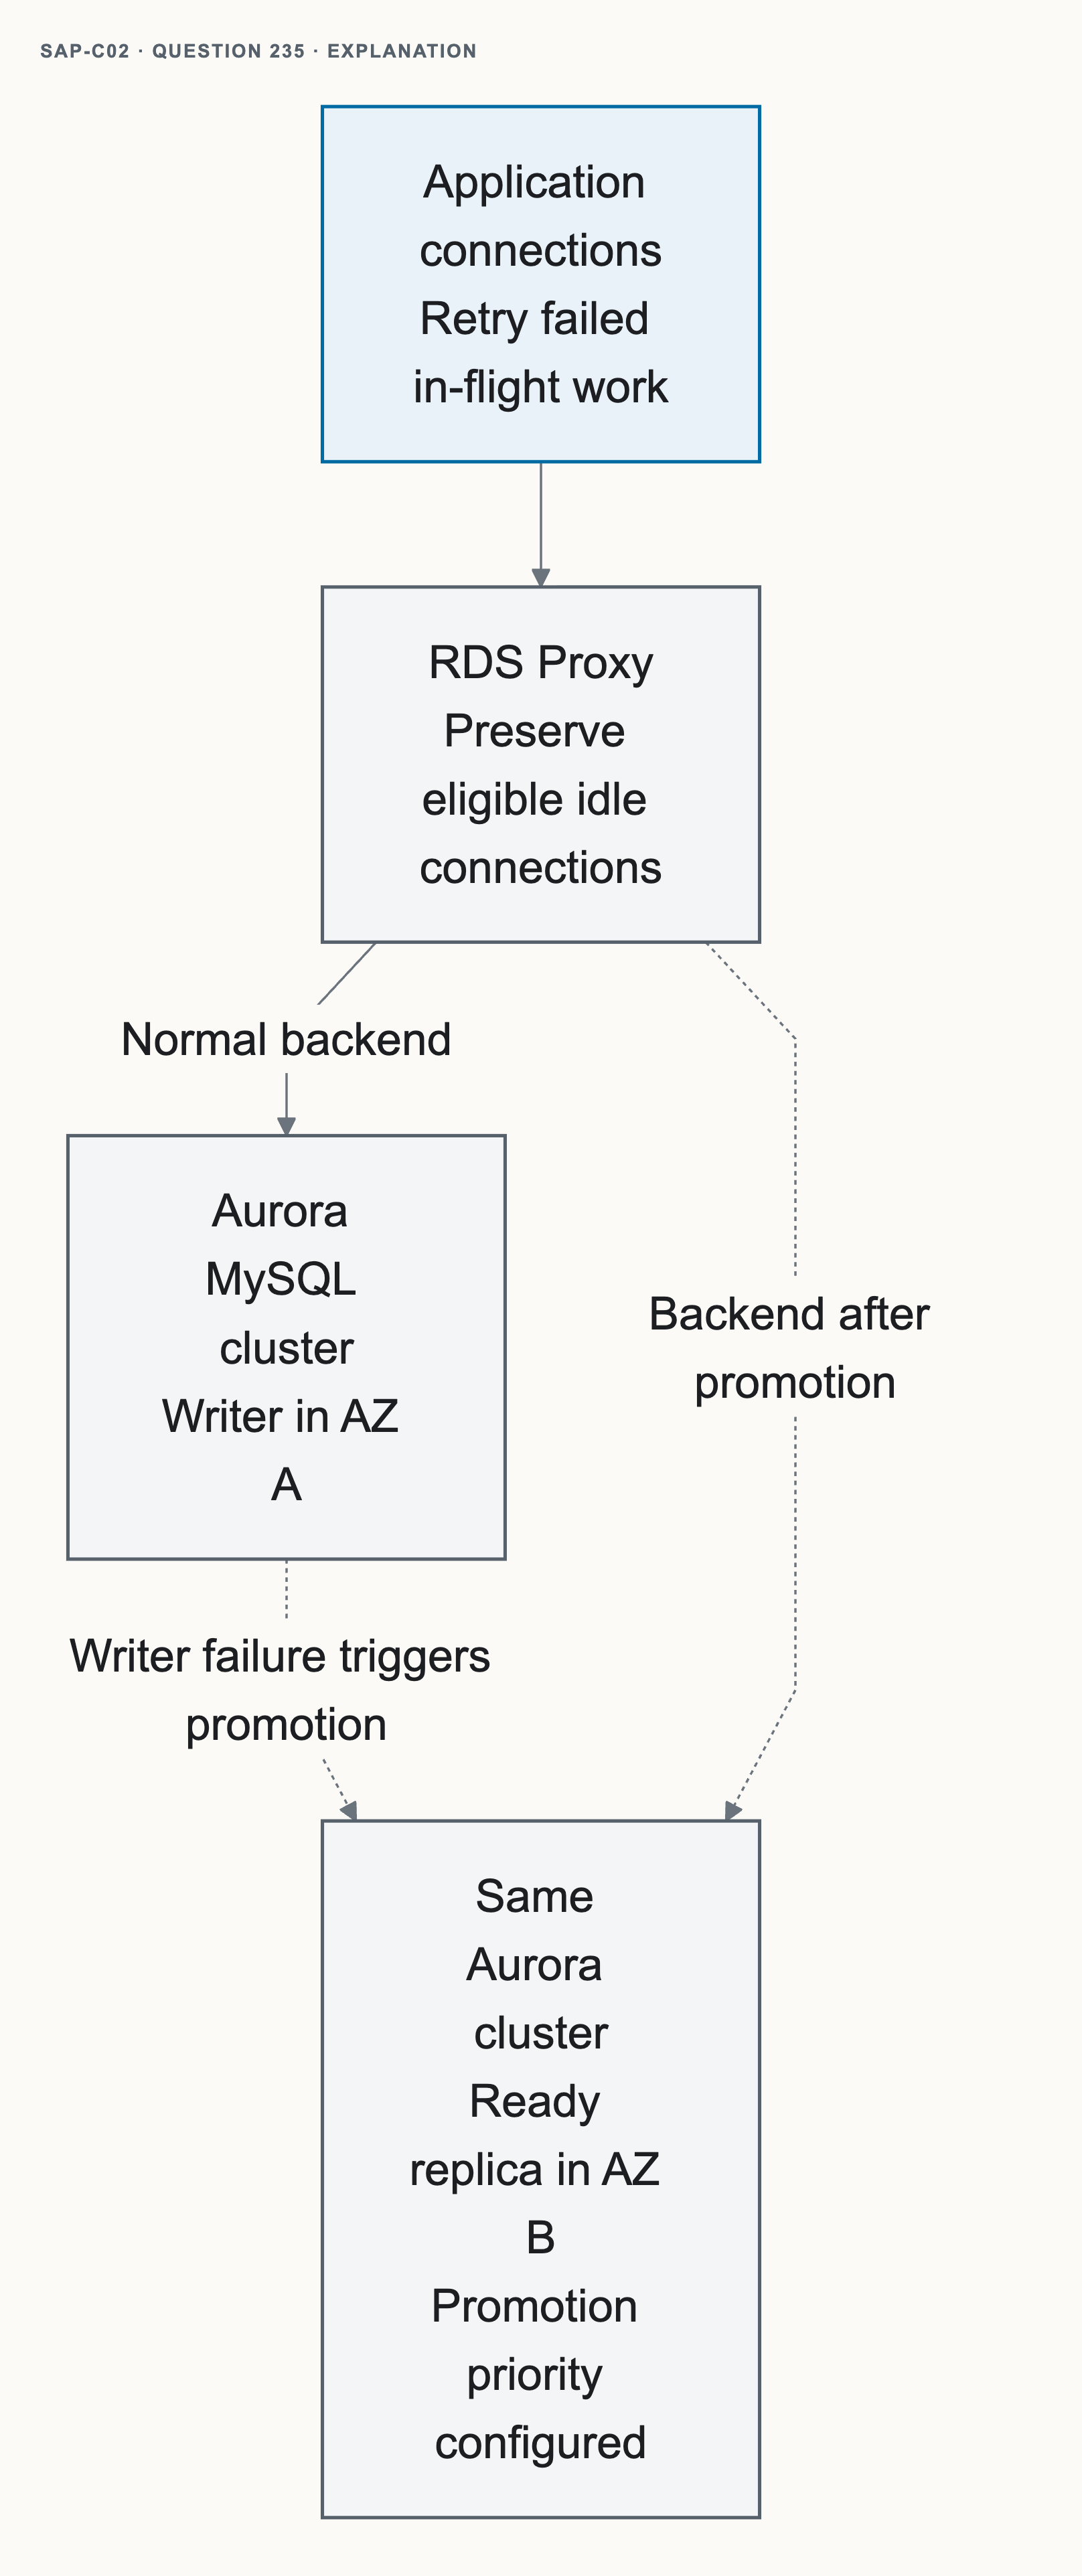 SAP-C02 · QUESTION 235 · EXPLANATION
Application
connections
Retry failed
in-flight work
RDS Proxy
Preserve
eligible idle
connections
Normal backend
Aurora
MySQL
cluster
Writer in AZ
A
Backend after
promotion
Writer failure triggers
promotion
Same
Aurora
cluster
Ready
replica in AZ
B
Promotion
priority
configured